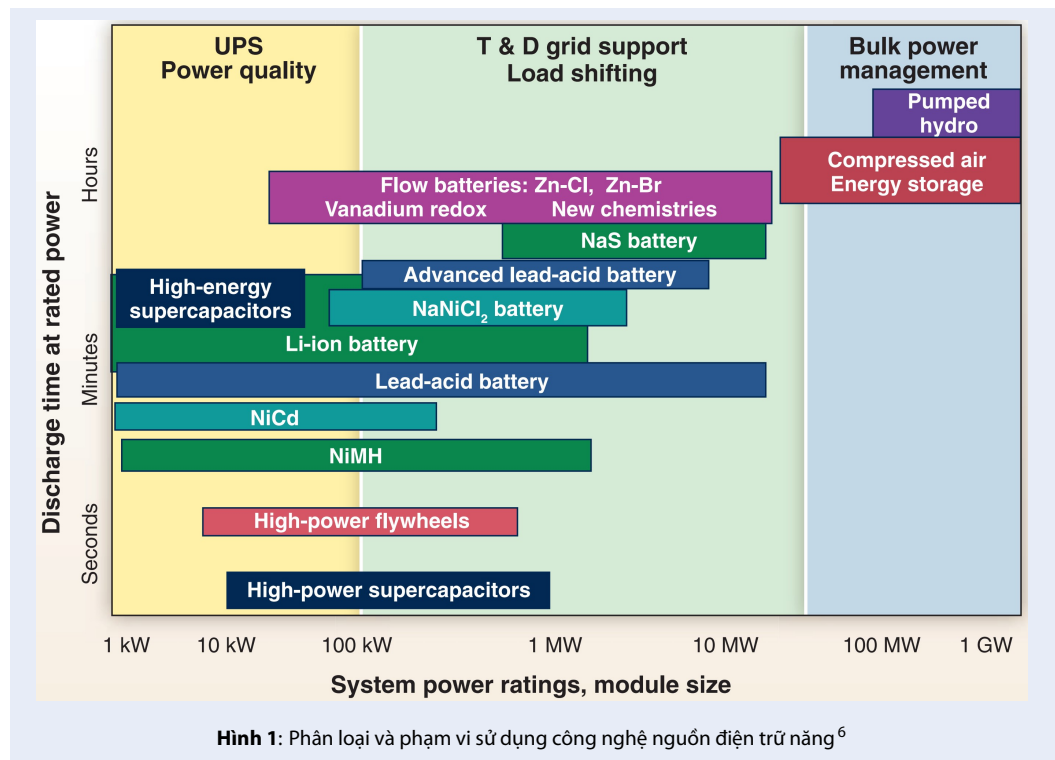 UPS
Power quality
T & D grid support
Load shifting
Bulk power
management
Pumped
hydro
Compressed air
Energy storage
Flow batteries: Zn-Cl, Zn-Br
Vanadium redox New chemistries
NaS battery
Advanced lead-acid battery
High-energy
supercapacitors
NaNiCl2 battery
Li-ion battery
Lead-acid battery
NiCd
NiMH
High-power flywheels
High-power supercapacitors
Discharge time at rated power
Hours
Minutes
Seconds
1 kW 10 kW 100 kW 1 MW 10 MW 100 MW 1 GW
System power ratings, module size
Hình 1: Phân loại và phạm vi sử dụng công nghệ nguồn điện trữ năng6